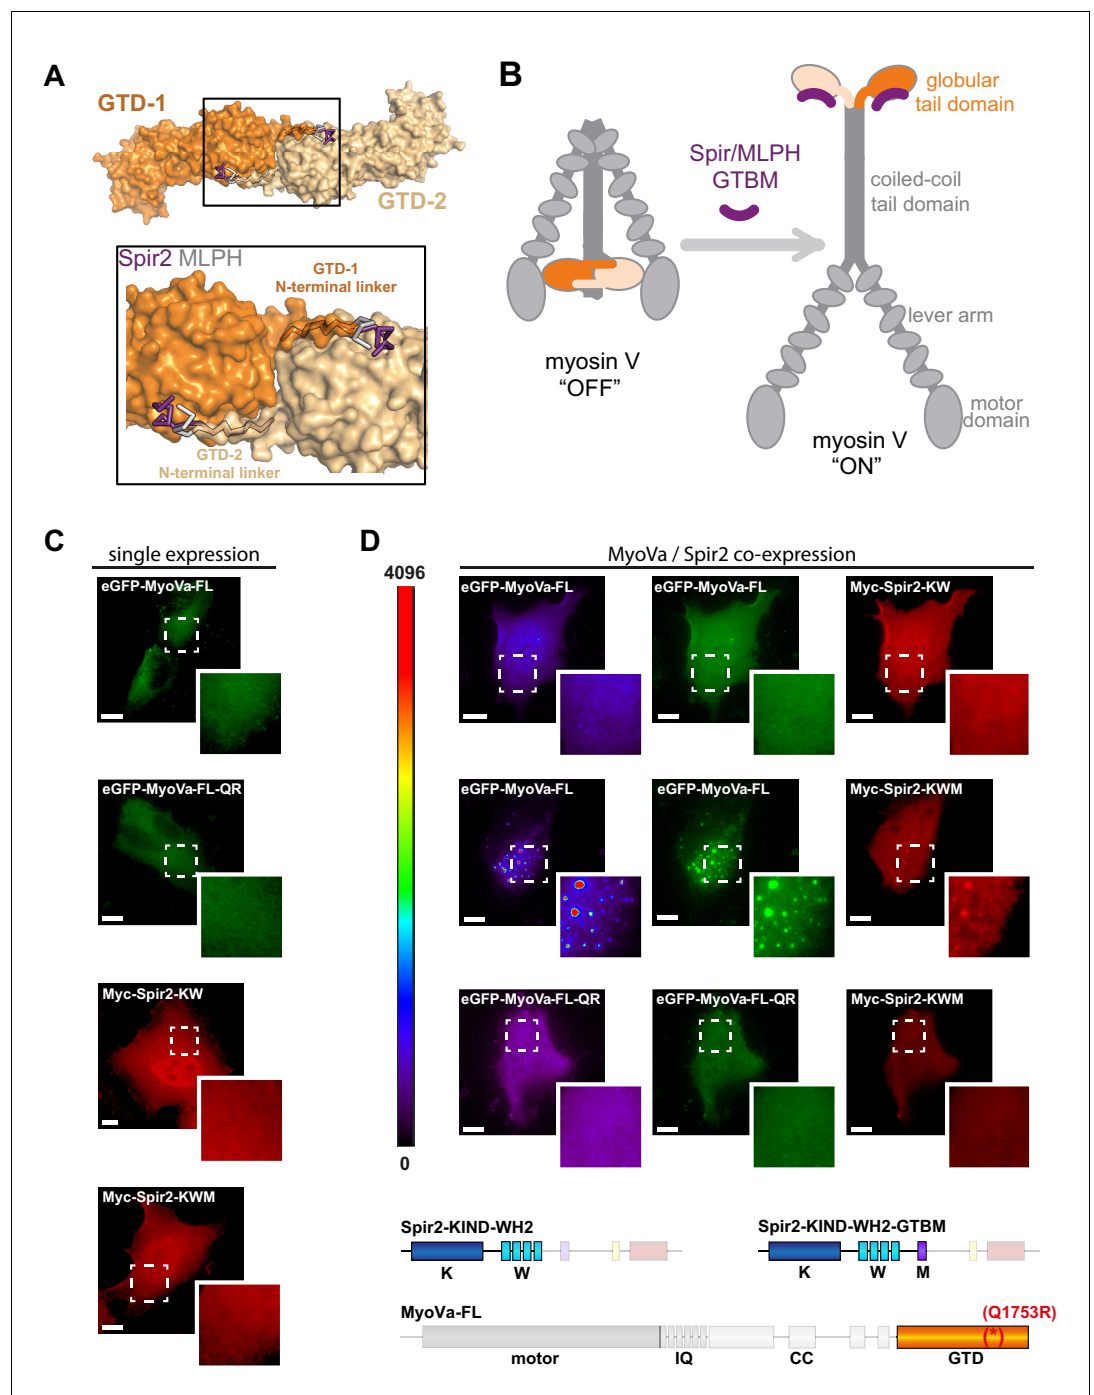 A
GTD-1
GTD-2
Spir2 MLPH
GTD-1
N-terminal linker
GTD-2
N-terminal linker
B
Spir/MLPH
GTBM
globular
tail domain
coiled-coil
tail domain
lever arm
motor
domain
myosin V
“OFF”
myosin V
“ON”
C
single expression
eGFP-MyoVa-FL
eGFP-MyoVa-FL-QR
Myc-Spir2-KW
Myc-Spir2-KWM
D
MyoVa / Spir2 co-expression
4096
0
eGFP-MyoVa-FL
eGFP-MyoVa-FL
Myc-Spir2-KW
eGFP-MyoVa-FL
eGFP-MyoVa-FL
Myc-Spir2-KWM
eGFP-MyoVa-FL-QR
eGFP-MyoVa-FL-QR
Myc-Spir2-KWM
Spir2-KIND-WH2
K W
Spir2-KIND-WH2-GTBM
K W M
MyoVa-FL
(Q1753R)
(*)
motor IQ CC GTD